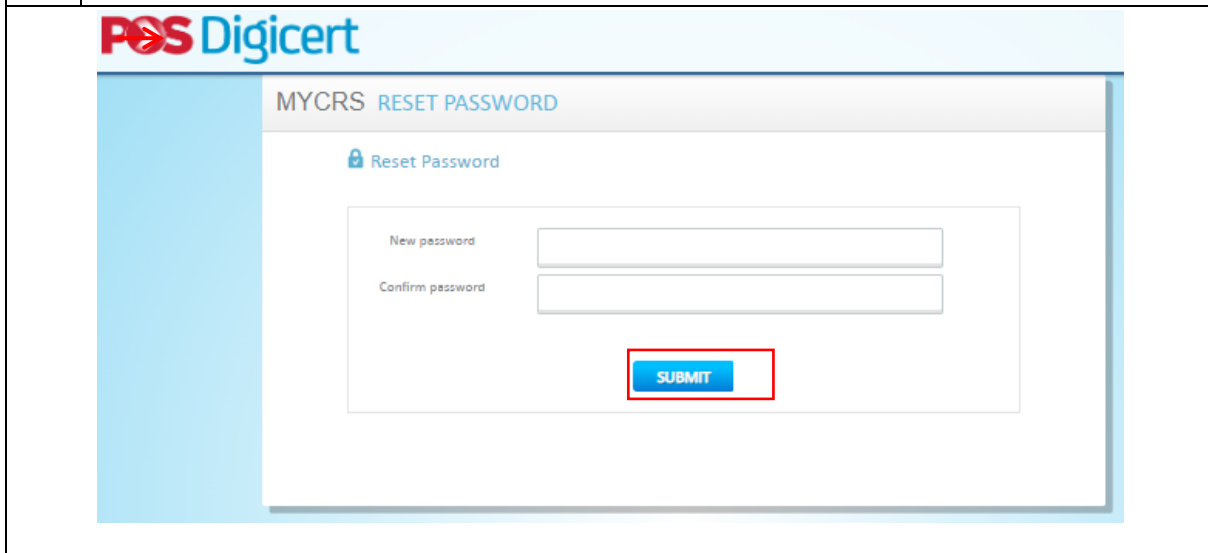 POS Digicert
MYCRS RESET PASSWORD
Reset Password
New password
Confirm password
SUBMIT